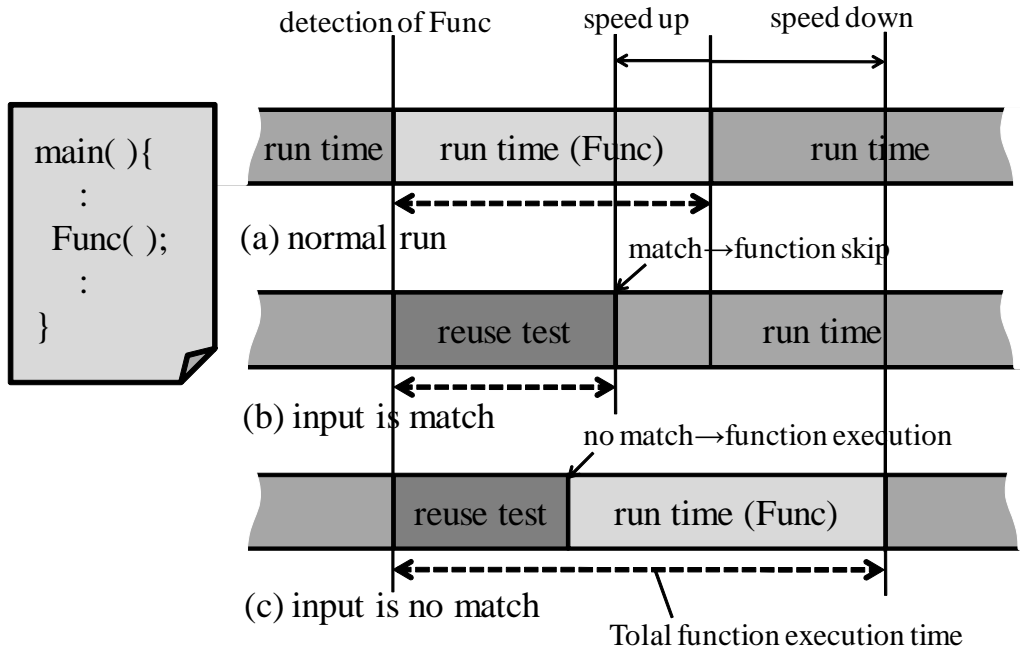 detection of Func
speed up
speed down
main( ){
:
Func( );
:
}
run time
run time (Func)
run time
(a) normal run
match→function skip
reuse test
run time
(b) input is match
no match→function execution
reuse test
run time (Func)
(c) input is no match
Tolal function execution time